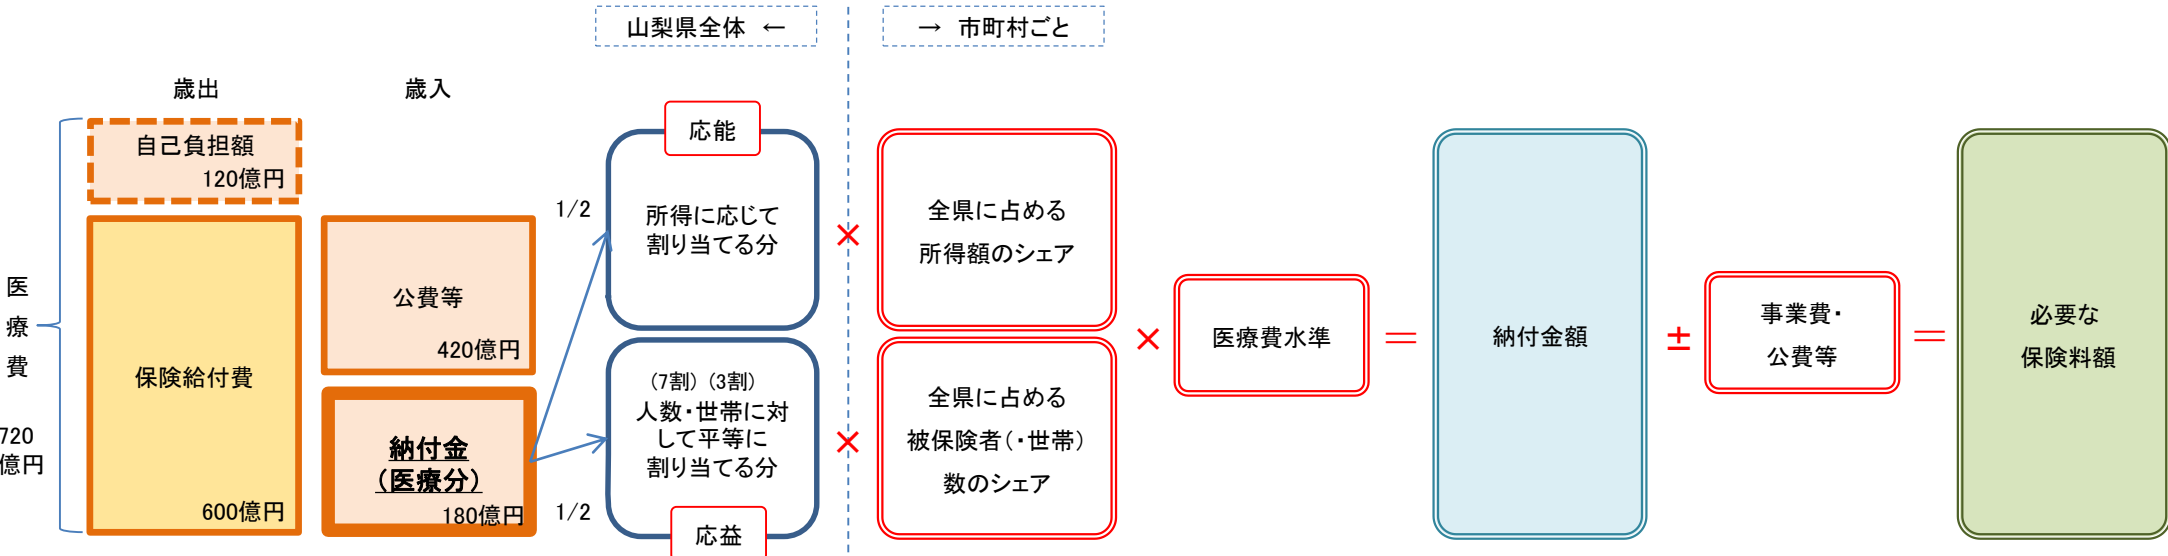 山梨県全体 ←
→ 市町村ごと
歳出
歳入
医
療
費
720
億円
自己負担額
120億円
保険給付費
600億円
公費等
420億円
納付金
(医療分)
180億円
1/2
1/2
応能
所得に応じて
割り当てる分
(7割) (3割)
人数・世帯に対
して平等に
割り当てる分
応益
×
×
全県に占める
所得額のシェア
全県に占める
被保険者(・世帯)
数のシェア
×
医療費水準
＝
納付金額
±
事業費・
公費等
＝
必要な
保険料額